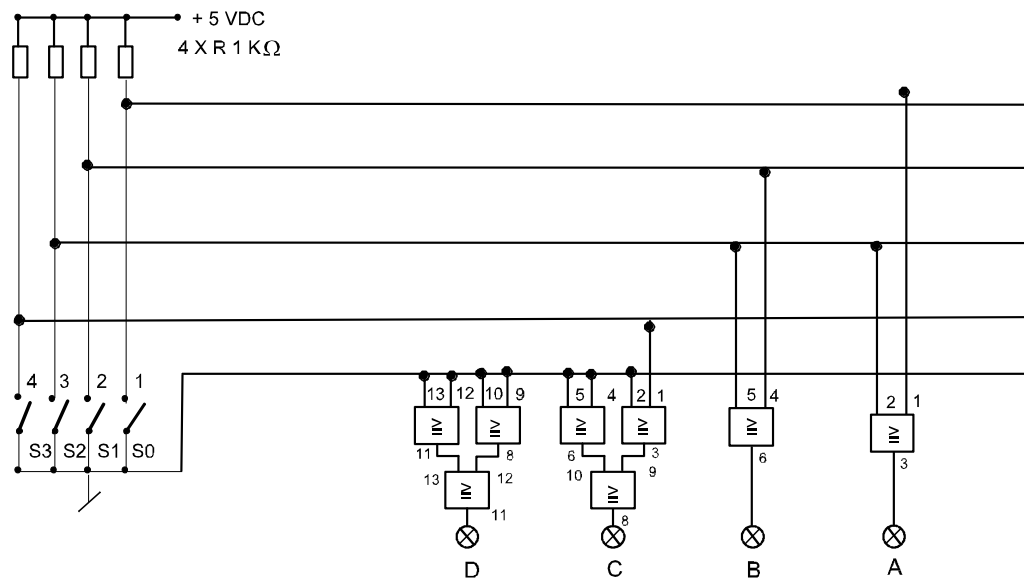 + 5 VDC
4 X R 1 KΩ
4 3 2 1
S3 S2 S1 S0
13 12 10 9 5 4 2 1 5 4 2 1
≥ ≥ ≥ ≥ ≥ ≥
11 8 6 3 6 3
13 12 10 9
≥ ≥
11 8
D C B A